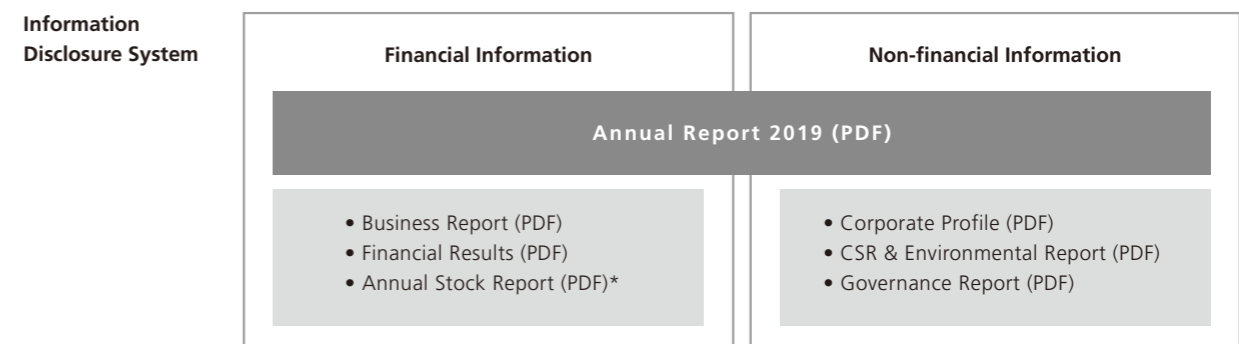 Information
Disclosure System
Financial Information
Non-financial Information
Annual Report 2019 (PDF)
• Business Report (PDF)
• Financial Results (PDF)
• Annual Stock Report (PDF)*
• Corporate Profile (PDF)
• CSR & Environmental Report (PDF)
• Governance Report (PDF)